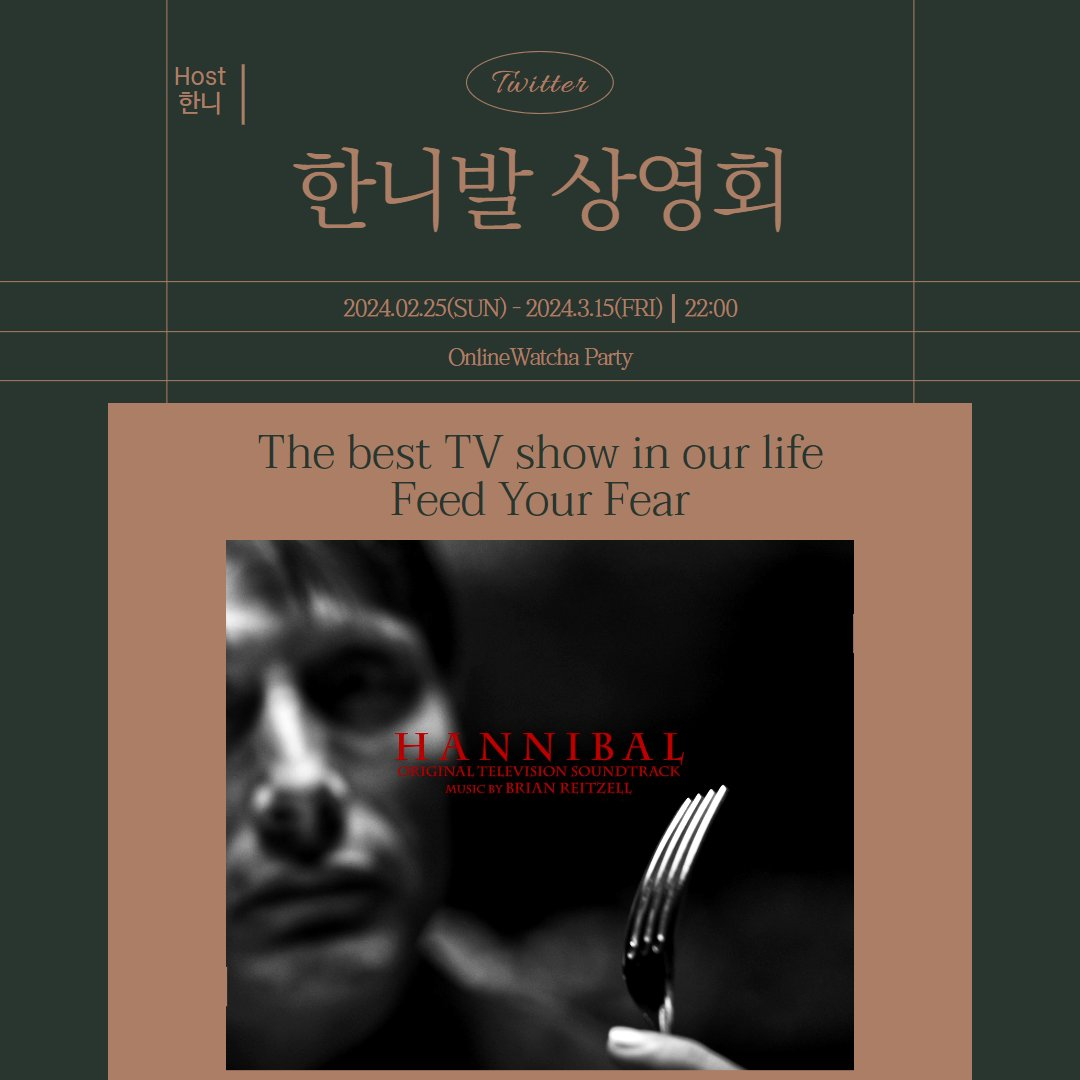 Host
한니
Twitter
한니발 상영회
2024.02.25(SUN) - 2024.3.15(FRI) | 22:00
OnlineWatcha Party
The best TV show in our life
Feed Your Fear
HANNIBAL
ORIGINAL TELEVISION SOUNDTRACK
MUSIC BY BRIAN REITZELL